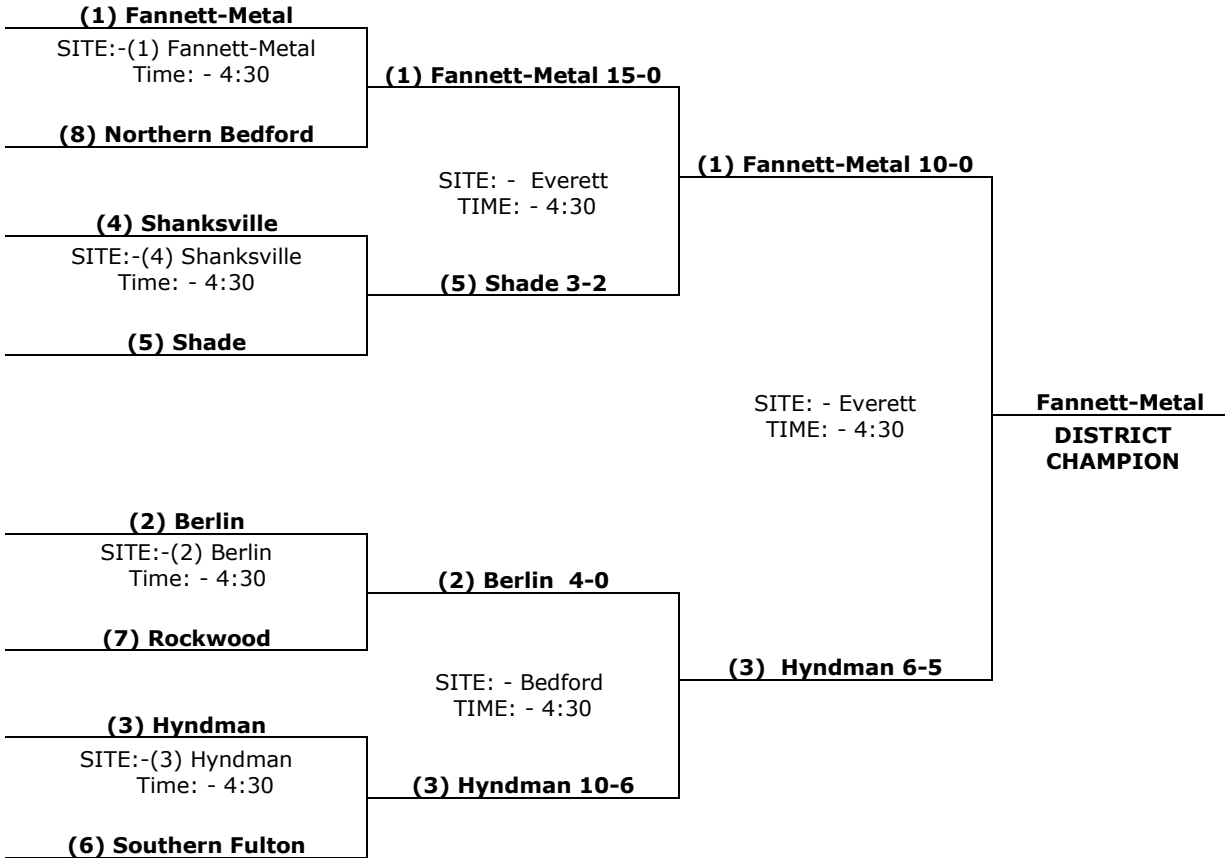 (1) Fannett-Metal
SITE:-(1) Fannett-Metal
Time: - 4:30
(1) Fannett-Metal 15-0
(8) Northern Bedford
(1) Fannett-Metal 10-0
SITE: - Everett
TIME: - 4:30
(4) Shanksville
SITE:-(4) Shanksville
Time: - 4:30
(5) Shade 3-2
(5) Shade
SITE: - Everett
TIME: - 4:30
Fannett-Metal
DISTRICT
CHAMPION
(2) Berlin
SITE:-(2) Berlin
Time: - 4:30
(2) Berlin 4-0
(7) Rockwood
(3) Hyndman 6-5
SITE: - Bedford
TIME: - 4:30
(3) Hyndman
SITE:-(3) Hyndman
Time: - 4:30
(3) Hyndman 10-6
(6) Southern Fulton